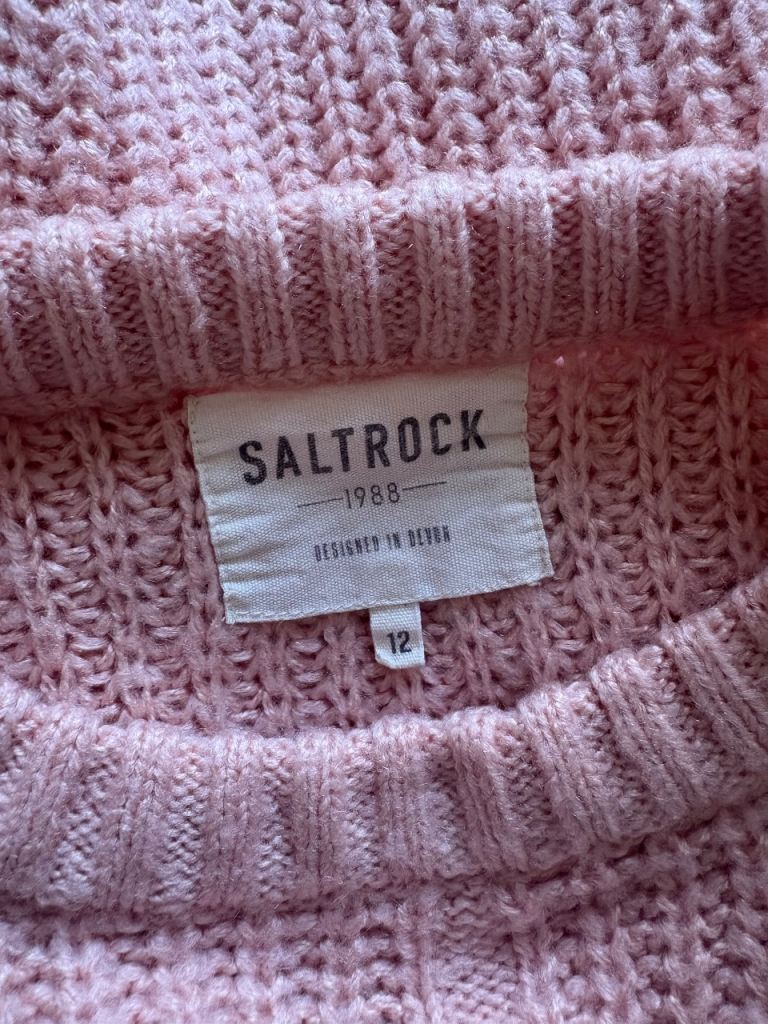 SALTROCK
1988
DESIGNED IN DEVON
12